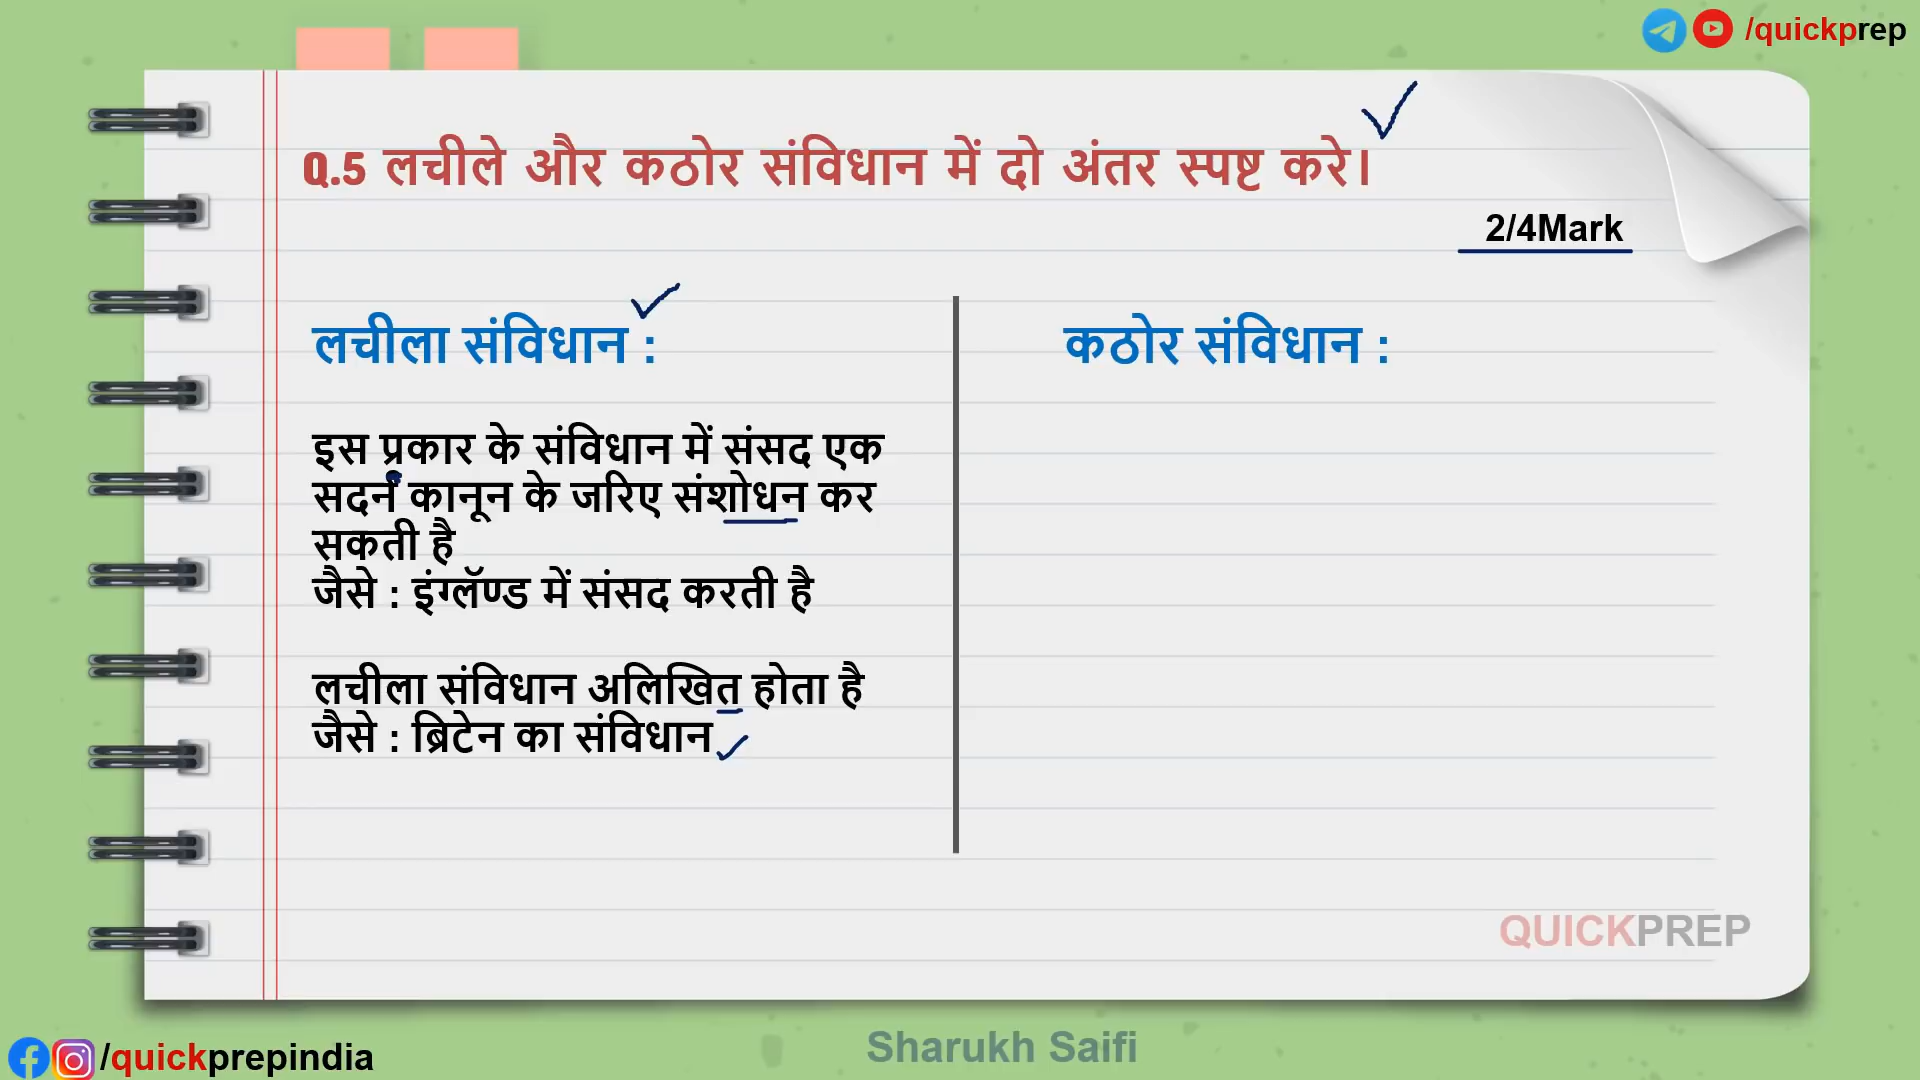 /quickprep
Q.5 लचीले और कठोर संविधान में दो अंतर स्पष्ट करे।
2/4Mark
लचीला संविधान :
इस प्रकार के संविधान में संसद एक
सदन कानून के जरिए संशोधन कर
सकती है
जैसे : इंग्लॅण्ड में संसद करती है
लचीला संविधान अलिखित होता है
जैसे : ब्रिटेन का संविधान
कठोर संविधान :
QUICKPREP
Sharukh Saifi
/quickprepindia